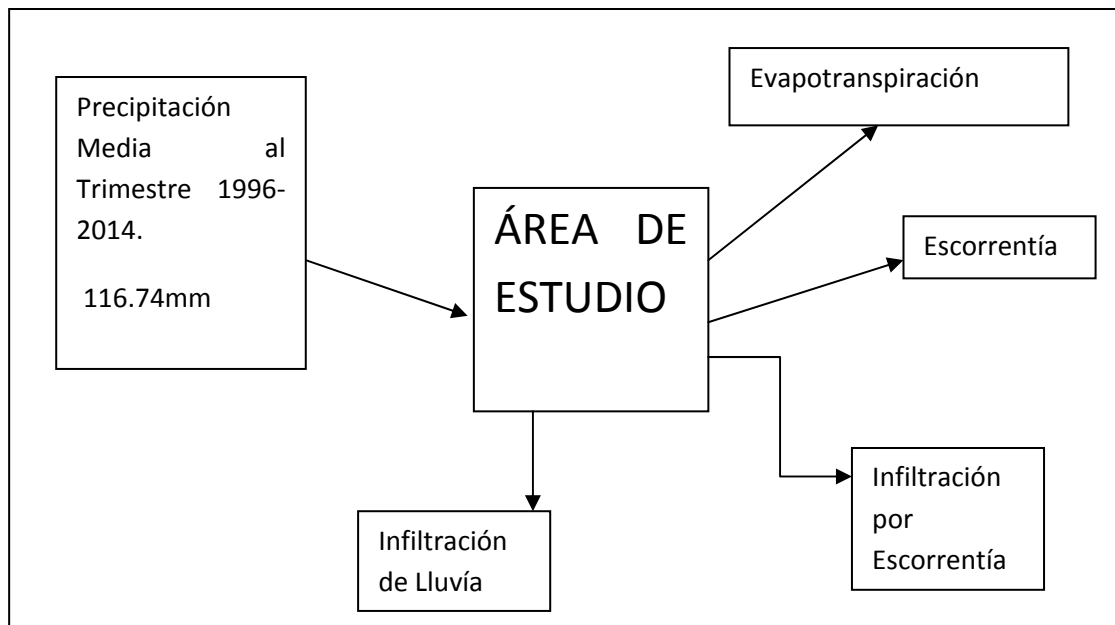 Precipitación
Media al
Trimestre 1996-
2014.
116.74mm
ÁREA DE
ESTUDIO
Evapotranspiración
Escorrentía
Infiltración
por
Escorrentía
Infiltración
de Lluvía